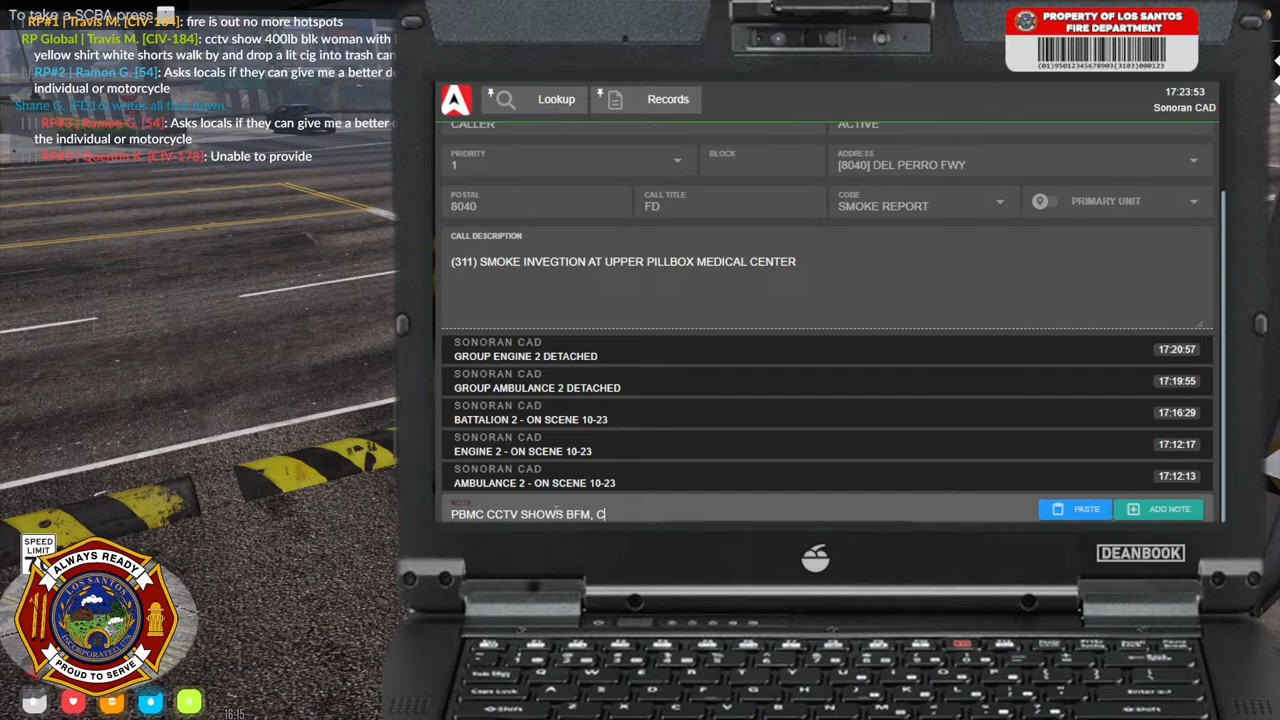 To take a SCBA press
RP#1 | Travis M. [CIV-184]: fire is out no more hotspots
RP Global | Travis M. [CIV-184]: cctv show 400lb blk woman with
yellow shirt white shorts walk by and drop a lit cig into trash can
RP#2 | Ramon G. [54]: Asks locals if they can give me a better
individual or motorcycle
Shane G. [FD16] writes all that down.
RP#3 | Ramon G. [54]: Asks locals if they can give me a better
the individual or motorcycle
RP#3 | Quentin R. [CIV-178]: Unable to provide
PROPERTY OF LOS SANTOS
FIRE DEPARTMENT
(01)95012345678903(3103)000123
Lookup
Records
17:23:53
Sonoran CAD
CALLER
ACTIVE
PRIORITY
1
BLOCK
ADDRESS
[8040] DEL PERRO FWY
POSTAL
8040
CALL TITLE
FD
CODE
SMOKE REPORT
PRIMARY UNIT
CALL DESCRIPTION
(311) SMOKE INVEGTION AT UPPER PILLBOX MEDICAL CENTER
SONORAN CAD
GROUP ENGINE 2 DETACHED
17:20:57
SONORAN CAD
GROUP AMBULANCE 2 DETACHED
17:19:55
SONORAN CAD
BATTALION 2 - ON SCENE 10-23
17:16:29
SONORAN CAD
ENGINE 2 - ON SCENE 10-23
17:12:17
SONORAN CAD
AMBULANCE 2 - ON SCENE 10-23
17:12:13
NOTE
PBMC CCTV SHOWS BFM, C
PASTE
ADD NOTE
DEANBOOK
SPEED
LIMIT
ALWAYS READY
LOS SANTOS
PROUD TO SERVE
16:15